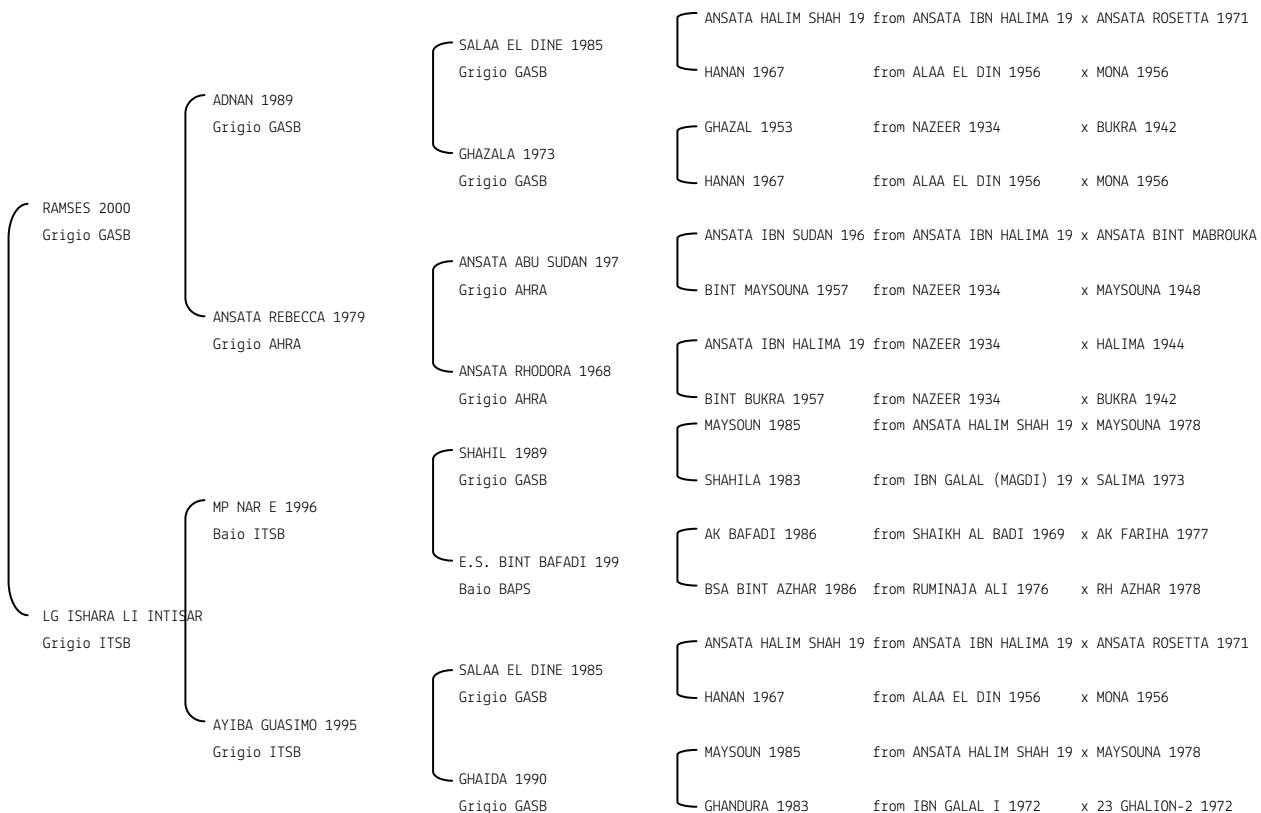 ANSATA HALIM SHAH 19 from ANSATA IBN HALIMA 19 x ANSATA ROSETTA 1971
SALAA EL DINE 1985
Grigio GASB
HANAN 1967 from ALAA EL DIN 1956 x MONA 1956
ADNAN 1989
Grigio GASB
GHAZAL 1953 from NAZEER 1934 x BUKRA 1942
GHAZALA 1973
Grigio GASB
HANAN 1967 from ALAA EL DIN 1956 x MONA 1956
RAMSES 2000
Grigio GASB
ANSATA IBN SUDAN 196 from ANSATA IBN HALIMA 19 x ANSATA BINT MABROUKA
ANSATA ABU SUDAN 197
Grigio AHRA
BINT MAYSOUNA 1957 from NAZEER 1934 x MAYSOUNA 1948
ANSATA REBECCA 1979
Grigio AHRA
ANSATA IBN HALIMA 19 from NAZEER 1934 x HALIMA 1944
ANSATA RHODORA 1968
Grigio AHRA
BINT BUKRA 1957 from NAZEER 1934 x BUKRA 1942
MAYSOUN 1985 from ANSATA HALIM SHAH 19 x MAYSOUNA 1978
SHAHIL 1989
Grigio GASB
SHAHILA 1983 from IBN GALAL (MAGDI) 19 x SALIMA 1973
MP NAR E 1996
Baio ITSB
AK BAFADI 1986 from SHAIKH AL BADI 1969 x AK FARIHA 1977
E.S. BINT BAFADI 199
Baio BAPS
BSA BINT AZHAR 1986 from RUMINAJA ALI 1976 x RH AZHAR 1978
LG ISHARA LI INTISAR
Grigio ITSB
ANSATA HALIM SHAH 19 from ANSATA IBN HALIMA 19 x ANSATA ROSETTA 1971
SALAA EL DINE 1985
Grigio GASB
HANAN 1967 from ALAA EL DIN 1956 x MONA 1956
AYIBA GUASIMO 1995
Grigio ITSB
MAYSOUN 1985 from ANSATA HALIM SHAH 19 x MAYSOUNA 1978
GHAIDA 1990
Grigio GASB
GHANDURA 1983 from IBN GALAL I 1972 x 23 GHALION-2 1972